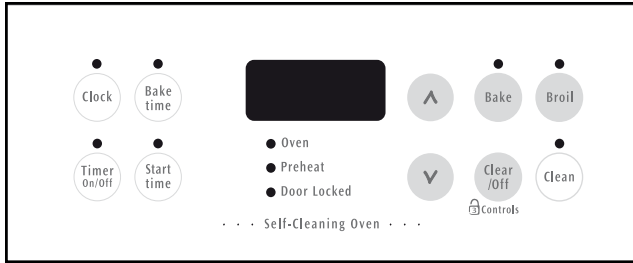 Clock
Bake
time
Bake
Broil
Oven
Preheat
Door Locked
Timer
On/Off
Start
time
Clear
/Off
Clean
3 Controls
· · · Self-Cleaning Oven · · ·